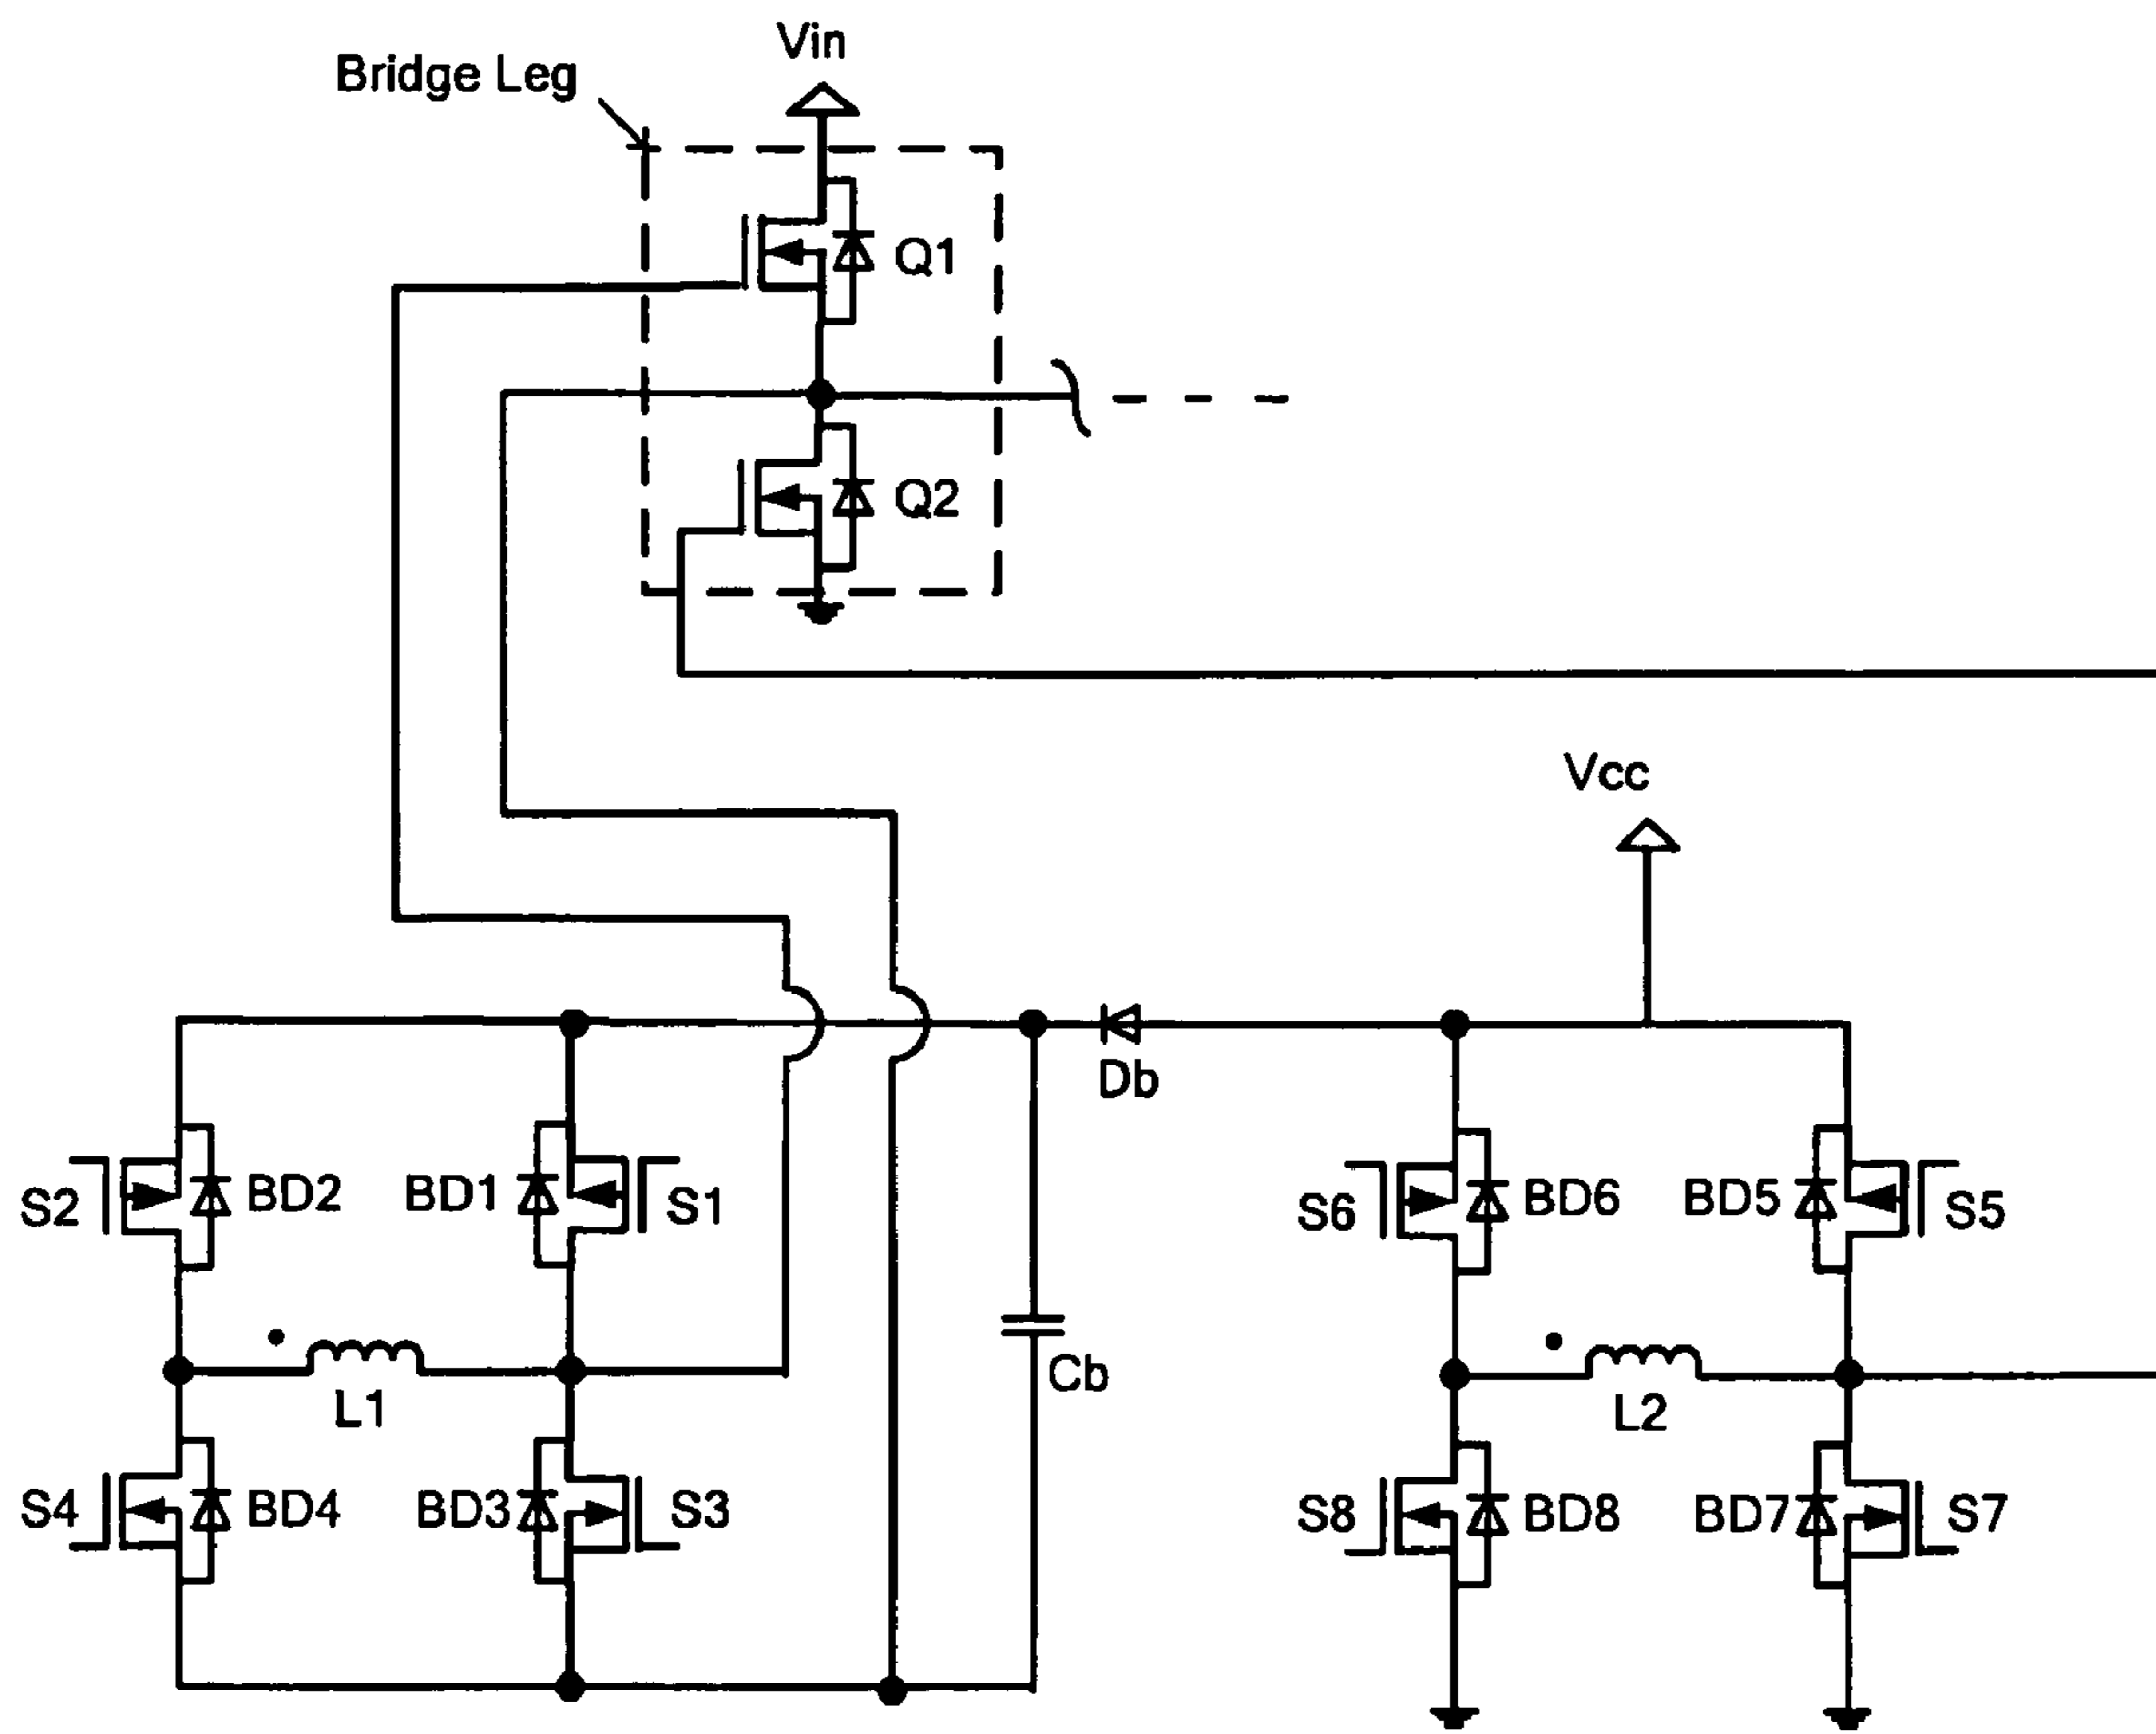 Vin
Bridge Leg
Q1
Q2
Vcc
Db
S2
BD2
BD1
S1
S6
BD6
BD5
S5
L1
Cb
L2
S4
BD4
BD3
S3
S8
BD8
BD7
S7